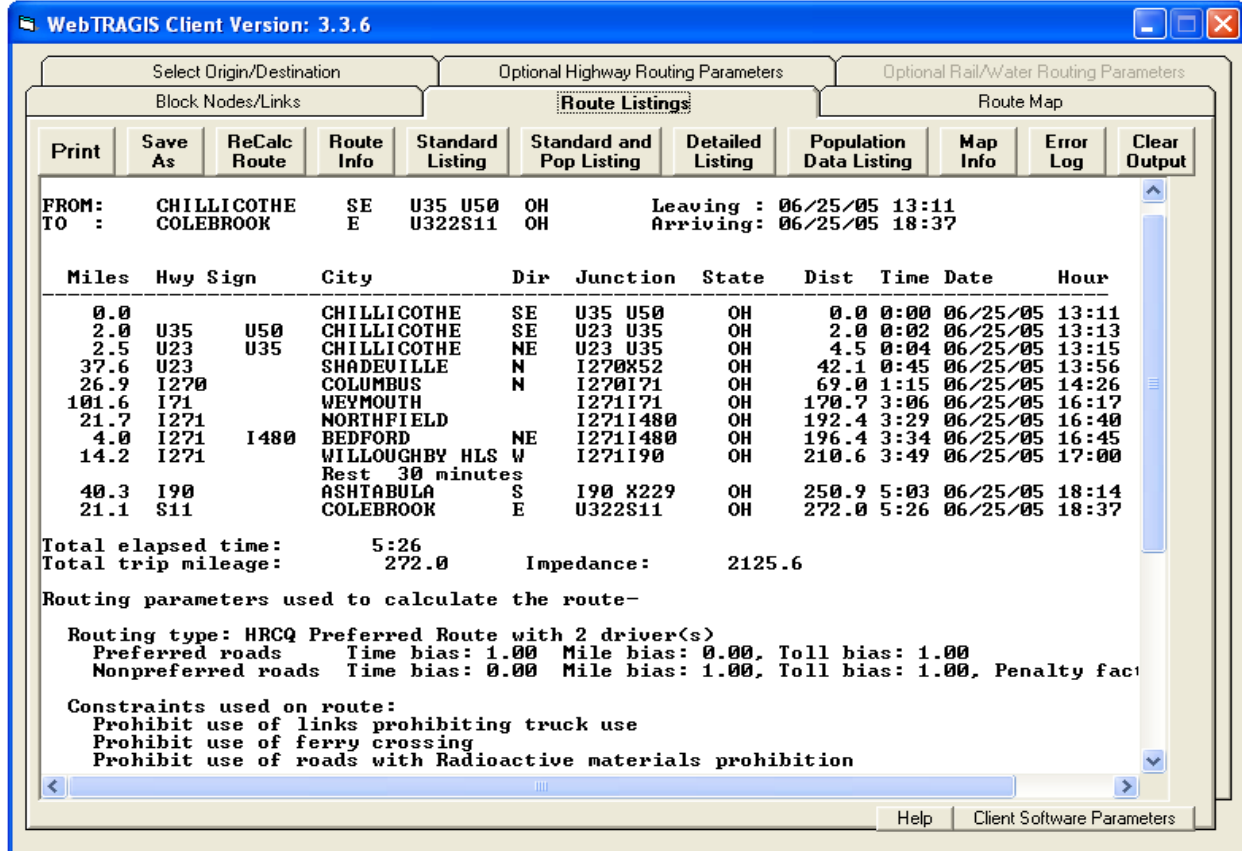 WebTRAGIS Client Version: 3.3.6
Select Origin/Destination Optional Highway Routing Parameters Optional Rail/Water Routing Parameters
Block Nodes/Links Route Listings Route Map
Print Save As ReCalc Route Route Info Standard Listing Standard and Pop Listing Detailed Listing Population Data Listing Map Info Error Log Clear Output
FROM: CHILLICOTHE SE U35 U50 OH Leaving : 06/25/05 13:11
TO : COLEBROOK E U322S11 OH Arriving: 06/25/05 18:37
Miles Hwy Sign City Dir Junction State Dist Time Date Hour
0.0 CHILLICOTHE SE U35 U50 OH 0.0 0:00 06/25/05 13:11
2.0 U35 U50 CHILLICOTHE SE U23 U35 OH 2.0 0:02 06/25/05 13:13
2.5 U23 U35 CHILLICOTHE NE U23 U35 OH 4.5 0:04 06/25/05 13:15
37.6 U23 SHADEVILLE N I270X52 OH 42.1 0:45 06/25/05 13:56
26.9 I270 COLUMBUS N I270I71 OH 69.0 1:15 06/25/05 14:26
101.6 I71 WEYMOUTH I271I71 OH 170.7 3:06 06/25/05 16:17
21.7 I271 NORTHFIELD I271I480 OH 192.4 3:29 06/25/05 16:40
4.0 I271 I480 BEDFORD NE I271I480 OH 196.4 3:34 06/25/05 16:45
14.2 I271 WILLOUGHBY HLS W I271I90 OH 210.6 3:49 06/25/05 17:00
Rest 30 minutes
40.3 I90 ASHTABULA S I90 X229 OH 250.9 5:03 06/25/05 18:14
21.1 S11 COLEBROOK E U322S11 OH 272.0 5:26 06/25/05 18:37
Total elapsed time: 5:26
Total trip mileage: 272.0 Impedance: 2125.6
Routing parameters used to calculate the route-
Routing type: HRCQ Preferred Route with 2 driver(s)
Preferred roads Time bias: 1.00 Mile bias: 0.00, Toll bias: 1.00
Nonpreferred roads Time bias: 0.00 Mile bias: 1.00, Toll bias: 1.00, Penalty fact
Constraints used on route:
Prohibit use of links prohibiting truck use
Prohibit use of ferry crossing
Prohibit use of roads with Radioactive materials prohibition
Help Client Software Parameters